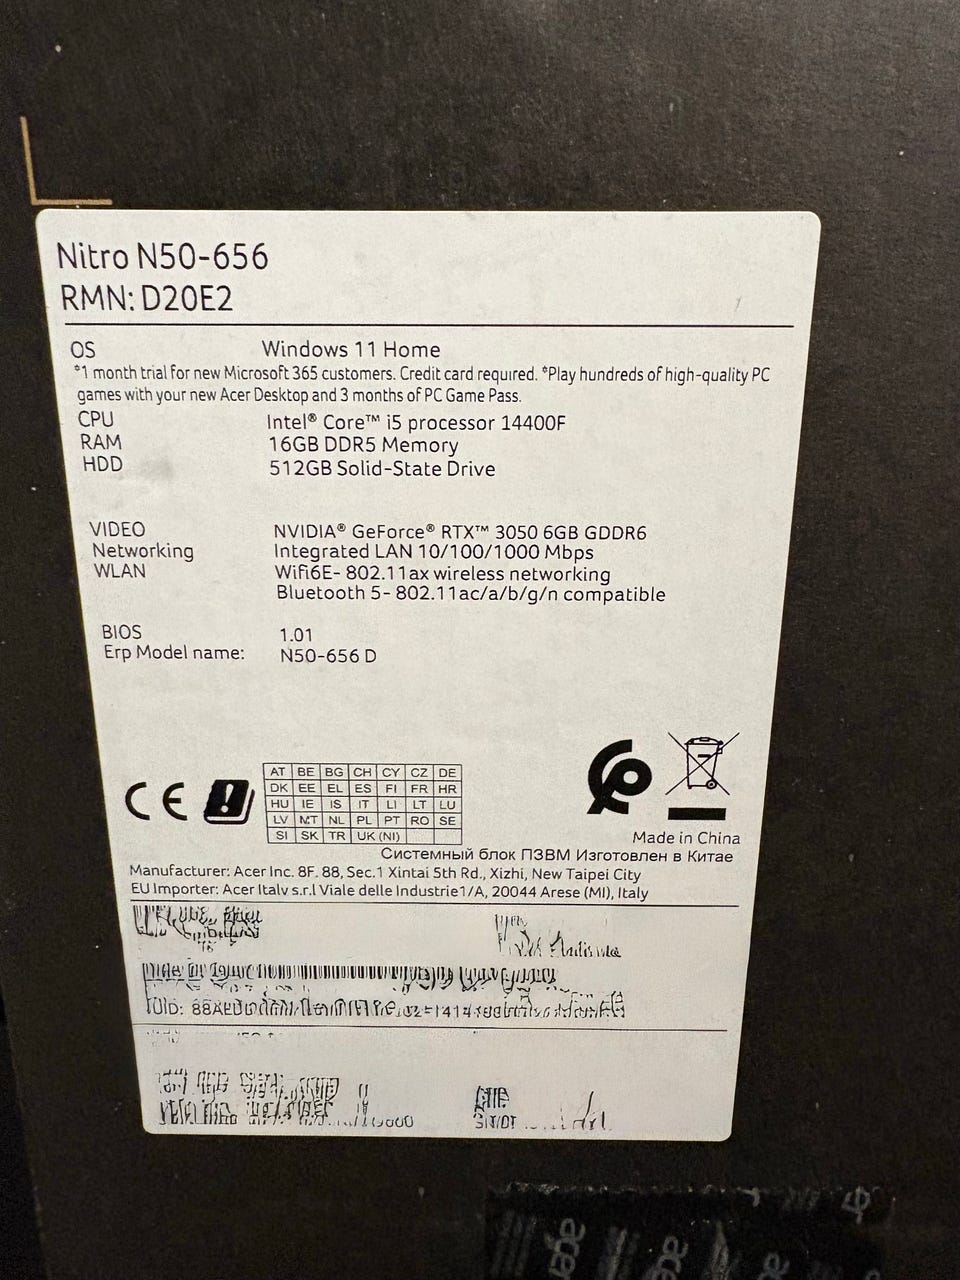 Nitro N50-656
RMN: D20E2
OS Windows 11 Home
*1 month trial for new Microsoft 365 customers. Credit card required. *Play hundreds of high-quality PC
games with your new Acer Desktop and 3 months of PC Game Pass.
CPU Intel® Core™ i5 processor 14400F
RAM 16GB DDR5 Memory
HDD 512GB Solid-State Drive
VIDEO NVIDIA® GeForce® RTX™ 3050 6GB GDDR6
Networking Integrated LAN 10/100/1000 Mbps
WLAN Wifi6E- 802.11ax wireless networking
Bluetooth 5- 802.11ac/a/b/g/n compatible
BIOS 1.01
Erp Model name: N50-656 D
CE
AT BE BG CH CY CZ DE
DK EE EL ES FI FR HR
HU IE IS IT LI LT LU
LV MT NL PL PT RO SE
SI SK TR UK (NI)
Made in China
Системный блок ПЗВМ Изготовлен в Китае
Manufacturer: Acer Inc. 8F. 88, Sec.1 Xintai 5th Rd., Xizhi, New Taipei City
EU Importer: Acer Italy s.r.l Viale delle Industrie1/A, 20044 Arese (MI), Italy
acer
acer